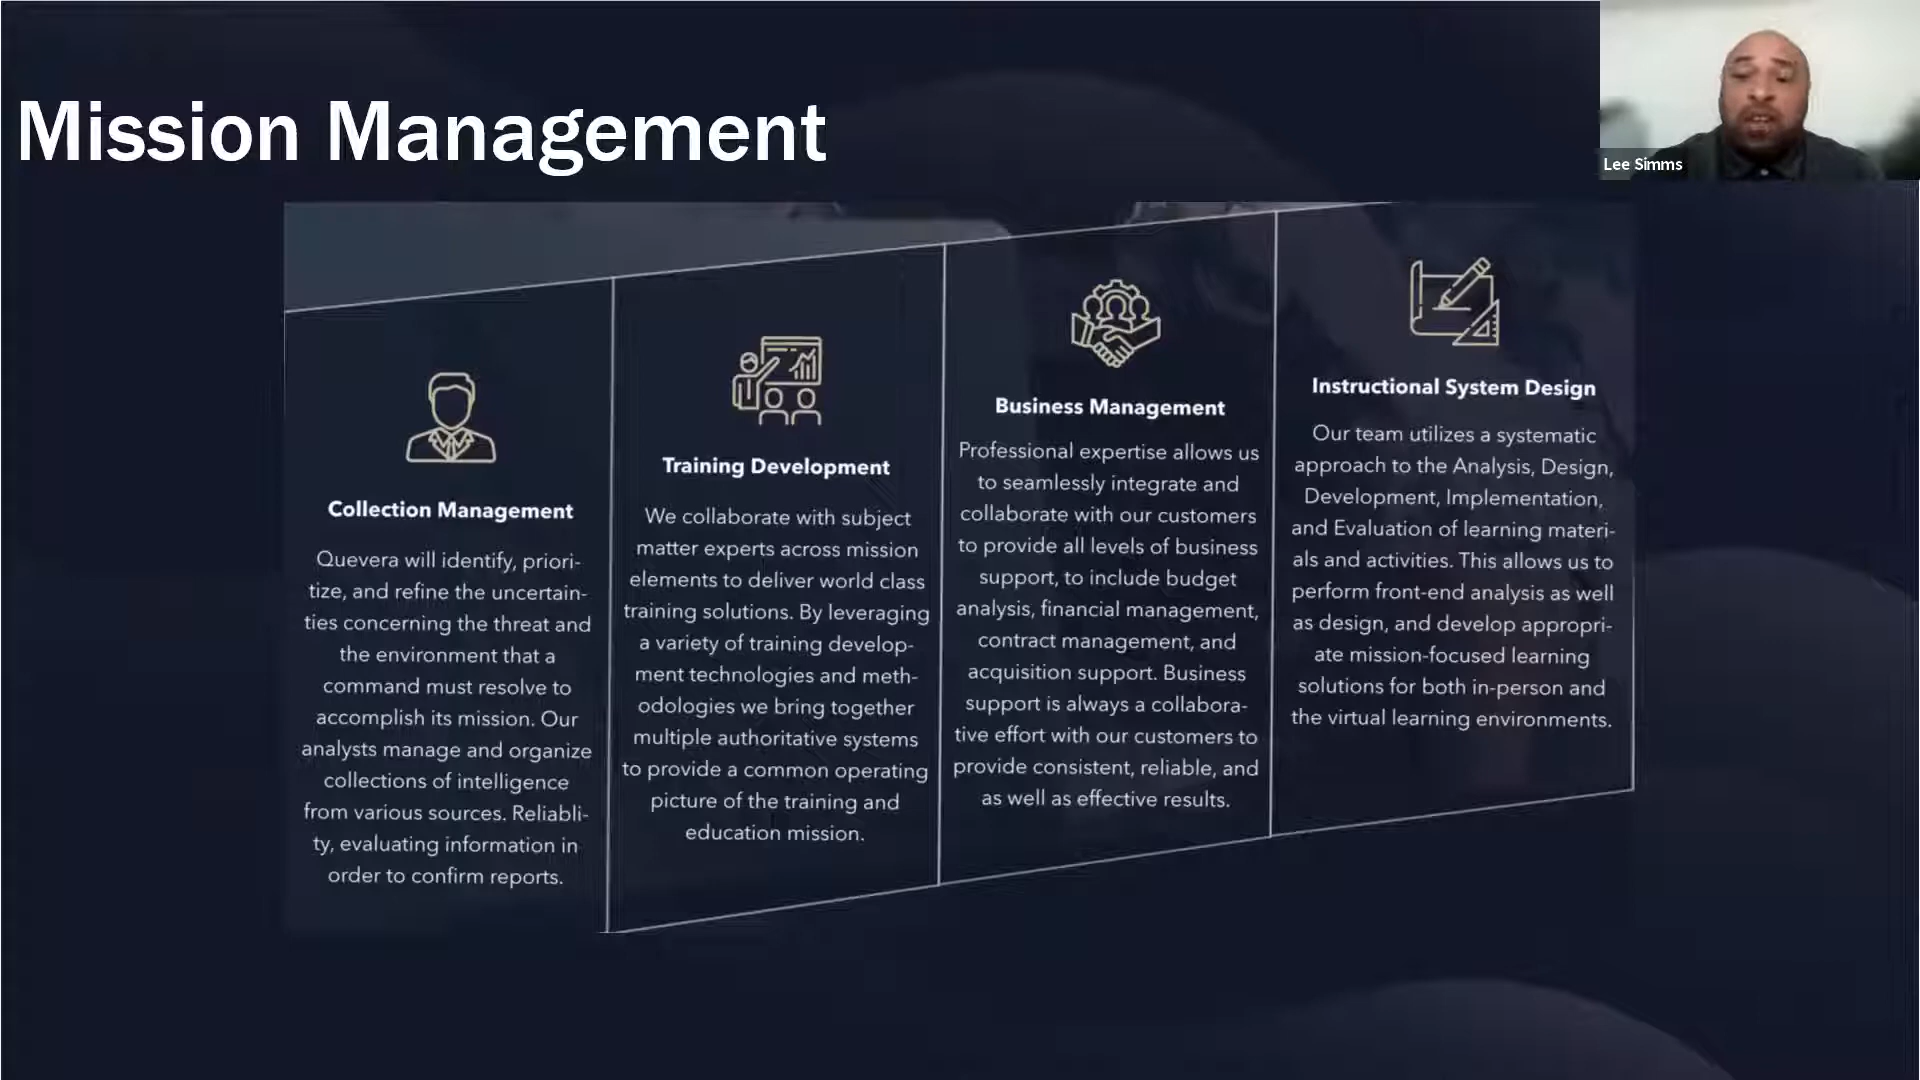 Mission Management
Lee Simms
Collection Management
Quevera will identify, priori-
tize, and refine the uncertain-
ties concerning the threat and
the environment that a
command must resolve to
accomplish its mission. Our
analysts manage and organize
collections of intelligence
from various sources. Reliabli-
ty, evaluating information in
order to confirm reports.
Training Development
We collaborate with subject
matter experts across mission
elements to deliver world class
training solutions. By leveraging
a variety of training develop-
ment technologies and meth-
odologies we bring together
multiple authoritative systems
to provide a common operating
picture of the training and
education mission.
Business Management
Professional expertise allows us
to seamlessly integrate and
collaborate with our customers
to provide all levels of business
support, to include budget
analysis, financial management,
contract management, and
acquisition support. Business
support is always a collabora-
tive effort with our customers to
provide consistent, reliable, and
as well as effective results.
Instructional System Design
Our team utilizes a systematic
approach to the Analysis, Design,
Development, Implementation,
and Evaluation of learning materi-
als and activities. This allows us to
perform front-end analysis as well
as design, and develop appropri-
ate mission-focused learning
solutions for both in-person and
the virtual learning environments.